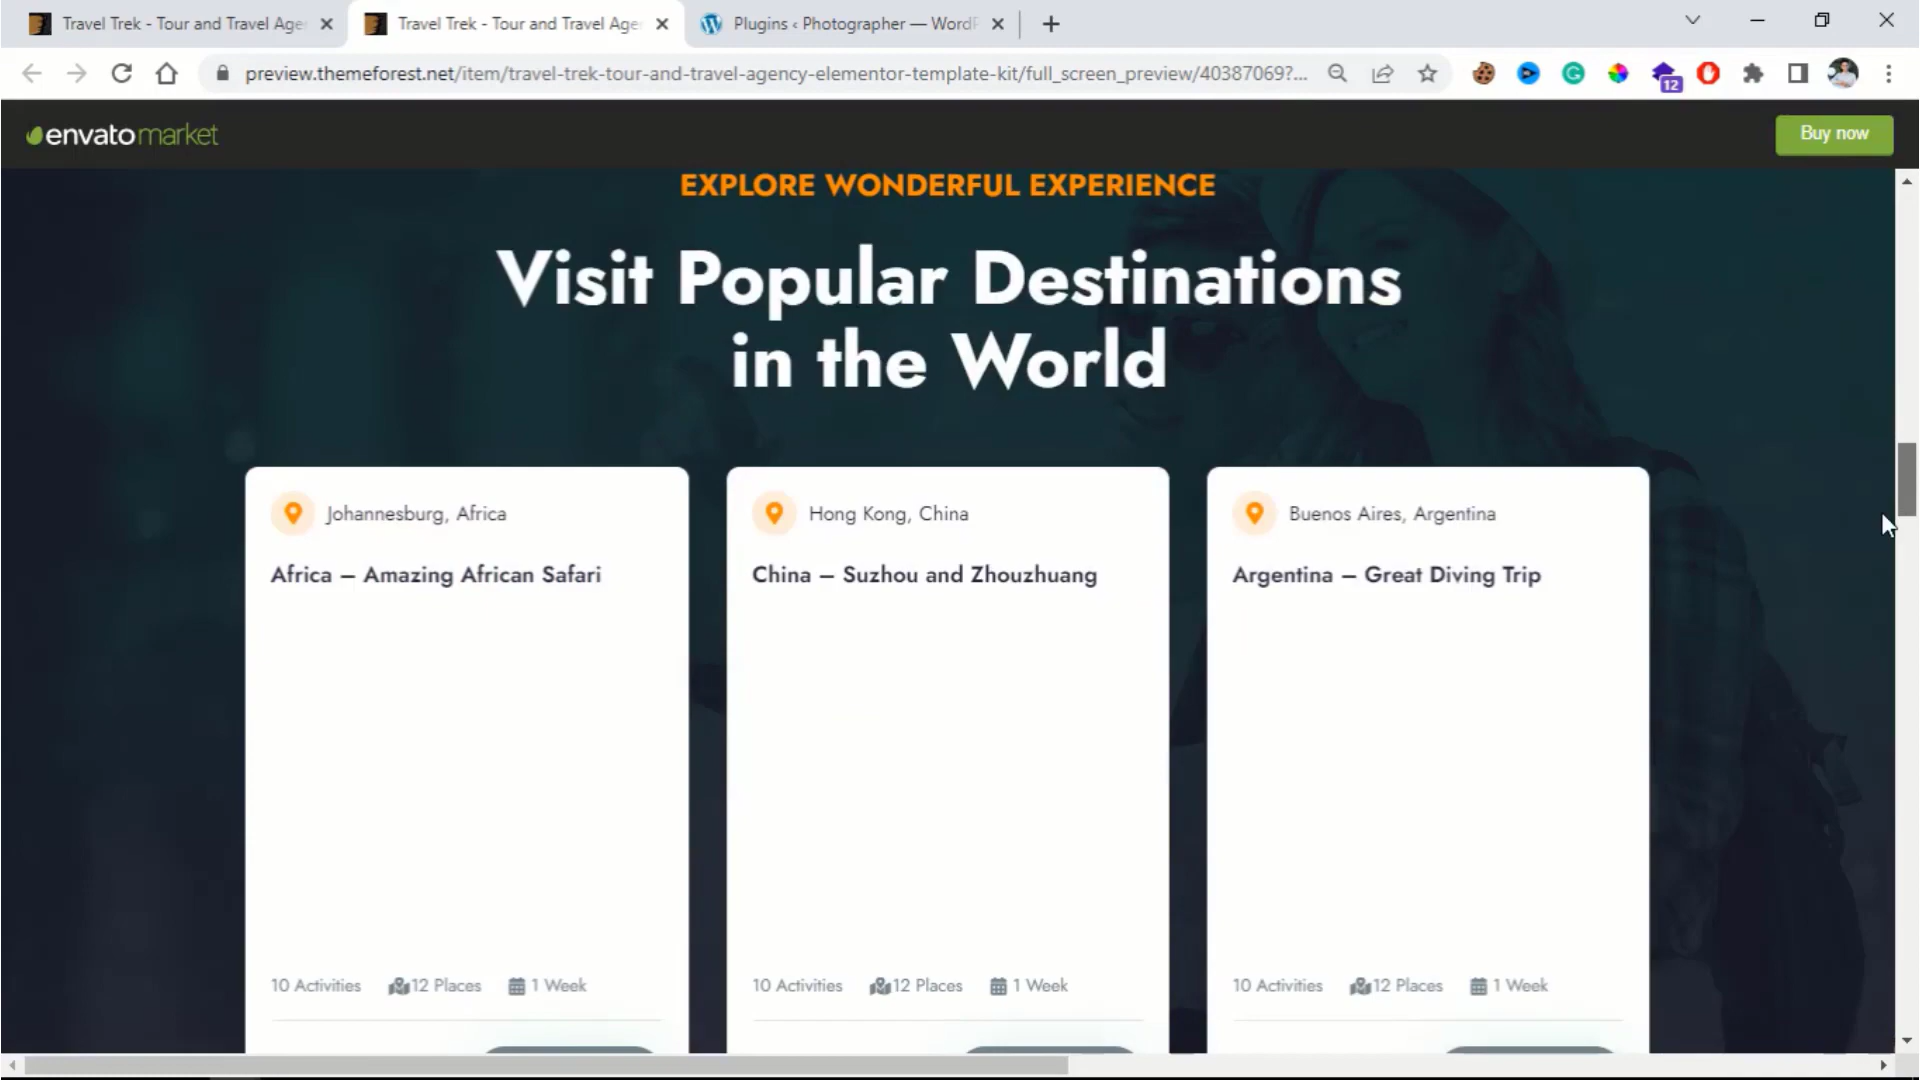 Travel Trek - Tour and Travel Age
Travel Trek - Tour and Travel Age
Plugins ‹ Photographer — WordP
preview.themeforest.net/item/travel-trek-tour-and-travel-agency-elementor-template-kit/full_screen_preview/40387069?...
12
envatomarket
Buy now
EXPLORE WONDERFUL EXPERIENCE
Visit Popular Destinations
in the World
Johannesburg, Africa
Africa – Amazing African Safari
10 Activities 12 Places 1 Week
Hong Kong, China
China – Suzhou and Zhouzhuang
10 Activities 12 Places 1 Week
Buenos Aires, Argentina
Argentina – Great Diving Trip
10 Activities 12 Places 1 Week